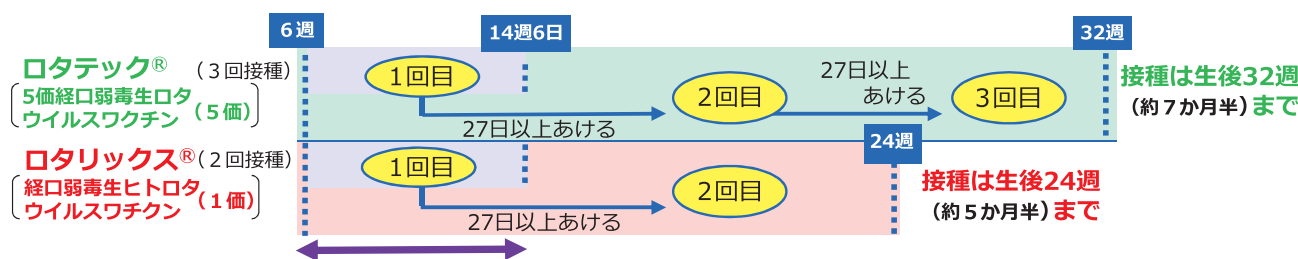 6週
14週6日
32週
ロタテック® (3回接種)
5価経口弱毒生ロタ
ウイルスワクチン (5価)
1回目
27日以上あける
2回目
27日以上
あける
3回目
接種は生後32週
(約7か月半) まで
ロタリックス® (2回接種)
経口弱毒生ヒトロタ
ウイルスワチクン (1価)
1回目
27日以上あける
2回目
24週
接種は生後24週
(約5か月半) まで